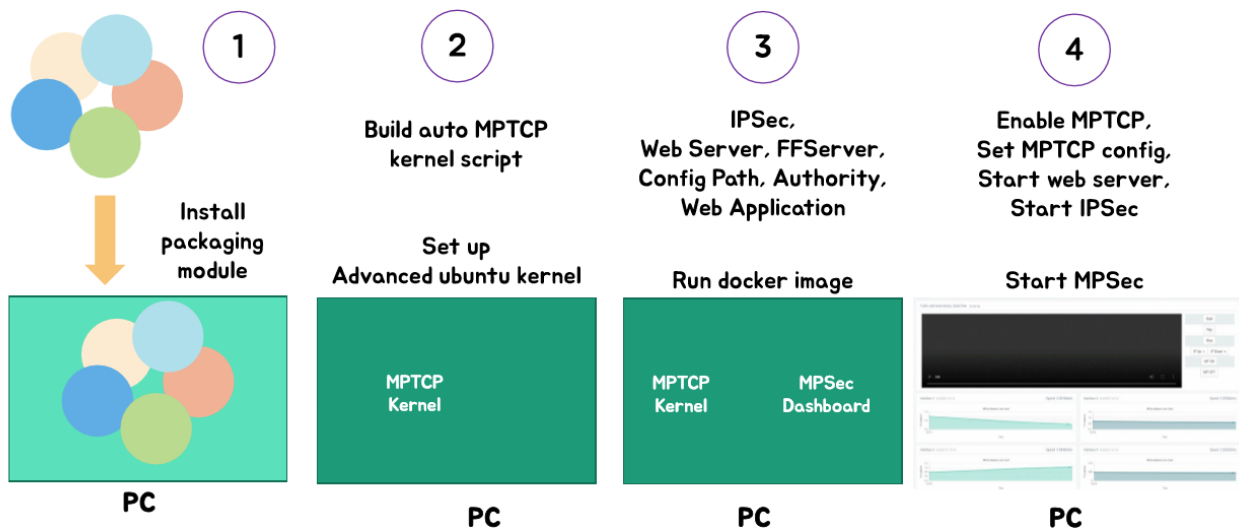 1
Install
packaging
module
PC
2
Build auto MPTCP
kernel script
Set up
Advanced ubuntu kernel
MPTCP
Kernel
PC
3
IPSec,
Web Server, FFServer,
Config Path, Authority,
Web Application
Run docker image
MPTCP
Kernel
MPSec
Dashboard
PC
4
Enable MPTCP,
Set MPTCP config,
Start web server,
Start IPSec
Start MPSec
PC